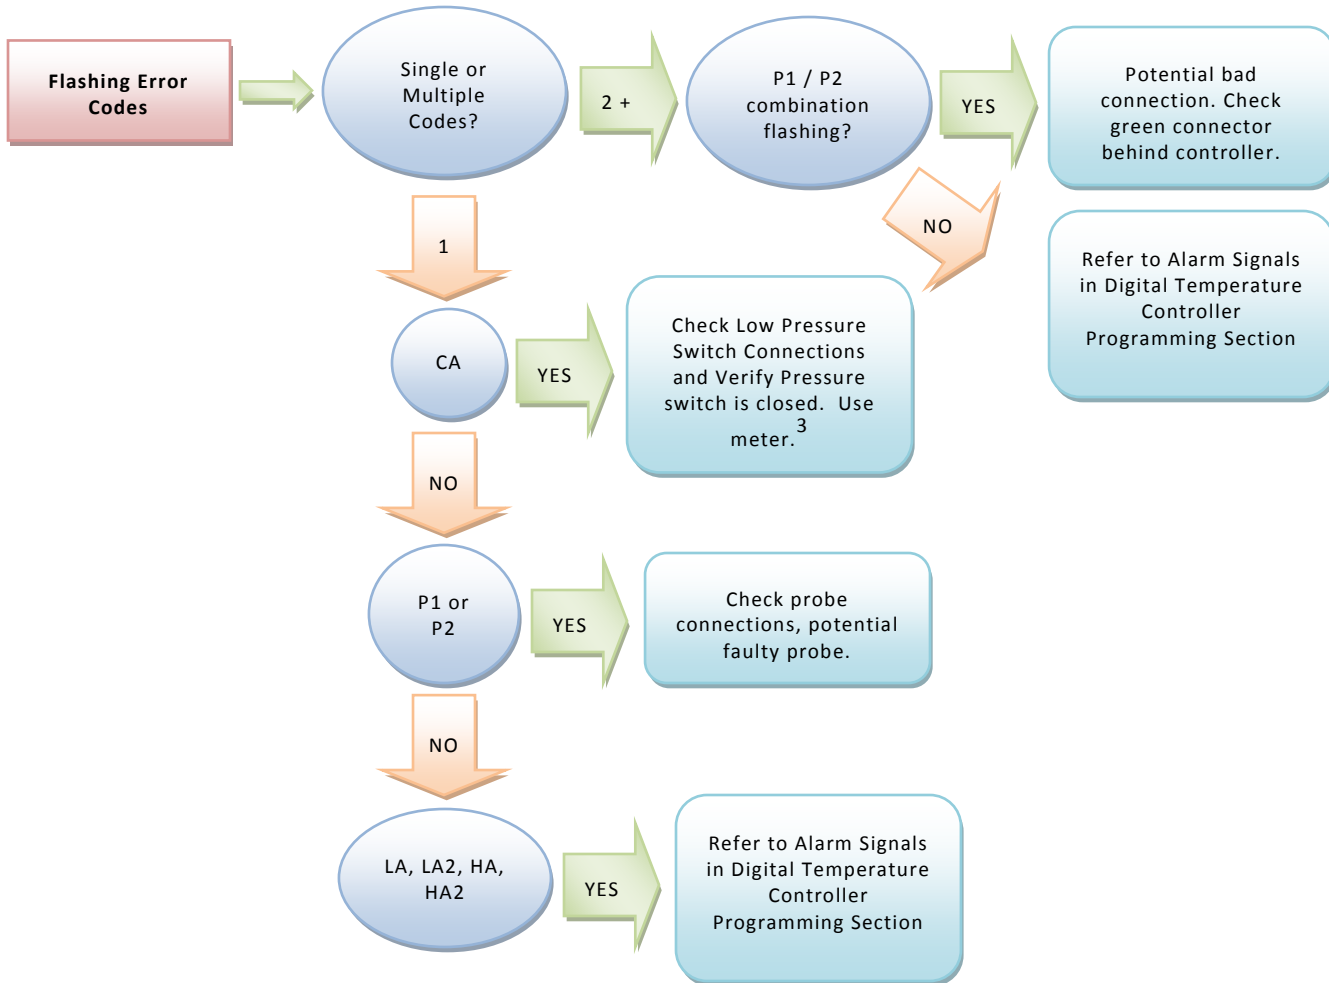 Flashing Error
Codes
Single or
Multiple
Codes?
2 +
P1 / P2
combination
flashing?
YES
Potential bad
connection. Check
green connector
behind controller.
NO
Refer to Alarm Signals
in Digital Temperature
Controller
Programming Section
1
CA
YES
Check Low Pressure
Switch Connections
and Verify Pressure
switch is closed.  Use
meter.3
NO
P1 or
P2
YES
Check probe
connections, potential
faulty probe.
NO
LA, LA2, HA,
HA2
YES
Refer to Alarm Signals
in Digital Temperature
Controller
Programming Section